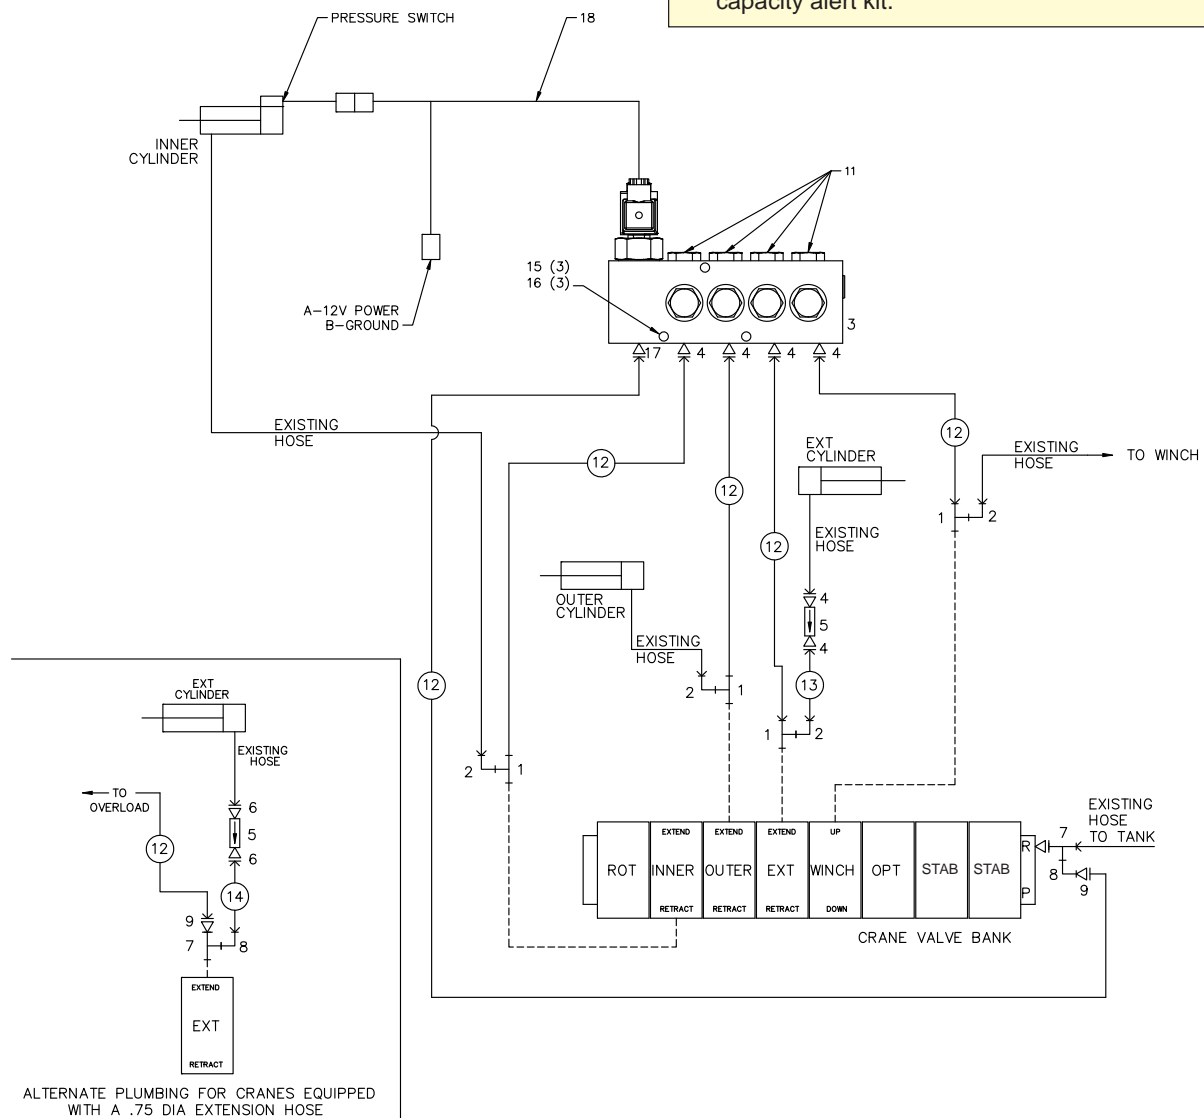 capacity alert kit.
PRESSURE SWITCH
18
INNER
CYLINDER
11
15 (3)
16 (3)
A-12V POWER
B-GROUND
3
17
4
4
4
4
EXISTING
HOSE
12
12
12
12
EXT
CYLINDER
EXISTING
HOSE
TO WINCH
1
2
EXISTING
HOSE
OUTER
CYLINDER
EXISTING
HOSE
4
5
4
13
2
1
1
2
12
2
1
EXT
CYLINDER
EXISTING
HOSE
TO
OVERLOAD
6
5
6
12
14
9
7
8
EXTEND
EXT
RETRACT
ALTERNATE PLUMBING FOR CRANES EQUIPPED
WITH A .75 DIA EXTENSION HOSE
EXTEND
EXTEND
EXTEND
UP
ROT
INNER
OUTER
EXT
WINCH
OPT
STAB
STAB
RETRACT
RETRACT
RETRACT
DOWN
R
P
CRANE VALVE BANK
EXISTING
HOSE
TO TANK
7
8
9